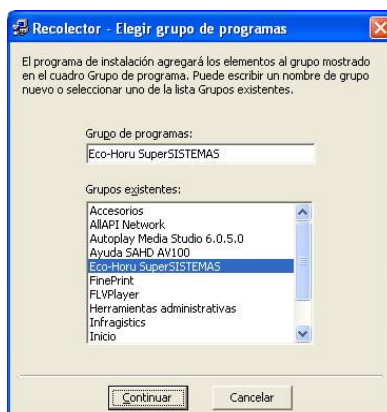 Recolector - Elegir grupo de programas
El programa de instalación agregará los elementos al grupo mostrado
en el cuadro Grupo de programa. Puede escribir un nombre de grupo
nuevo o seleccionar uno de la lista Grupos existentes.
Grupo de programas:
Eco-Horu SuperSISTEMAS
Grupos existentes:
Accesorios
AllAPI Network
Autoplay Media Studio 6.0.5.0
Ayuda SAHD AV100
Eco-Horu SuperSISTEMAS
FinePrint
FLVPlayer
Herramientas administrativas
Infragistics
Inicio
Continuar
Cancelar